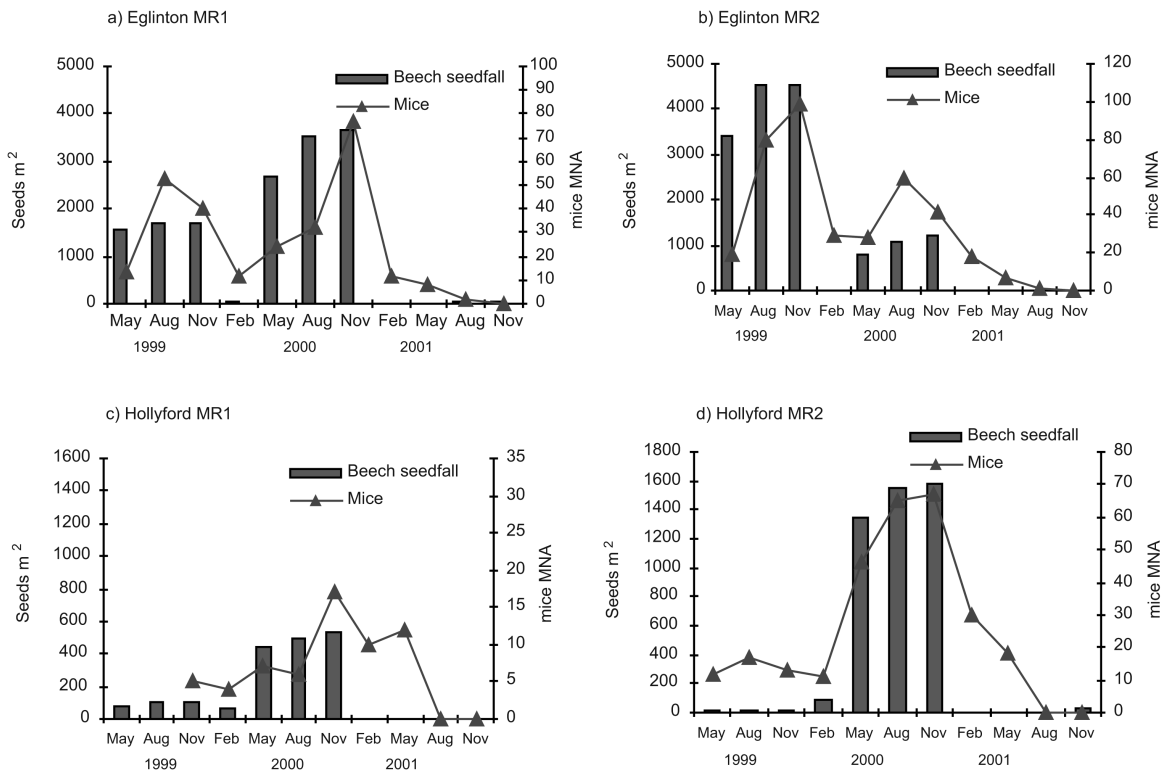 a) Eglinton MR1
5000
4000
3000
2000
1000
0
Seeds m 2
100
90
80
70
60
50
40
30
20
10
0
mice MNA
Beech seedfall
Mice
May Aug Nov Feb May Aug Nov Feb May Aug Nov
1999 2000 2001
b) Eglinton MR2
5000
4000
3000
2000
1000
0
Seeds m 2
120
100
80
60
40
20
0
mice MNA
Beech seedfall
Mice
May Aug Nov Feb May Aug Nov Feb May Aug Nov
1999 2000 2001
c) Hollyford MR1
1600
1400
1200
1000
800
600
400
200
0
Seeds m 2
35
30
25
20
15
10
5
0
mice MNA
Beech seedfall
Mice
May Aug Nov Feb May Aug Nov Feb May Aug Nov
1999 2000 2001
d) Hollyford MR2
1800
1600
1400
1200
1000
800
600
400
200
0
Seeds m 2
80
70
60
50
40
30
20
10
0
mice MNA
Beech seedfall
Mice
May Aug Nov Feb May Aug Nov Feb May Aug Nov
1999 2000 2001